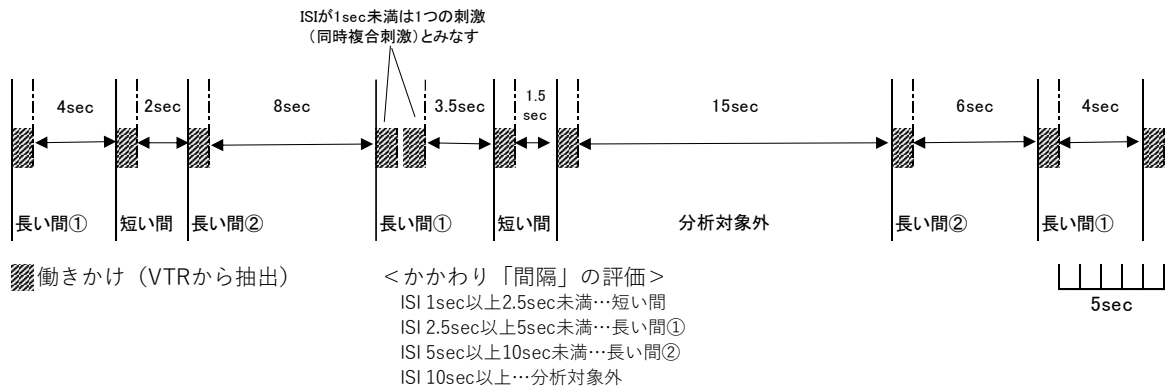 ISIが1sec未満は1つの刺激
（同時複合刺激）とみなす
4sec
2sec
8sec
3.5sec
1.5
sec
15sec
6sec
4sec
長い間①
短い間
長い間②
長い間①
短い間
分析対象外
長い間②
長い間①
働きかけ（VTRから抽出）
＜かかわり「間隔」の評価＞
ISI 1sec以上2.5sec未満…短い間
ISI 2.5sec以上5sec未満…長い間①
ISI 5sec以上10sec未満…長い間②
ISI 10sec以上…分析対象外
5sec